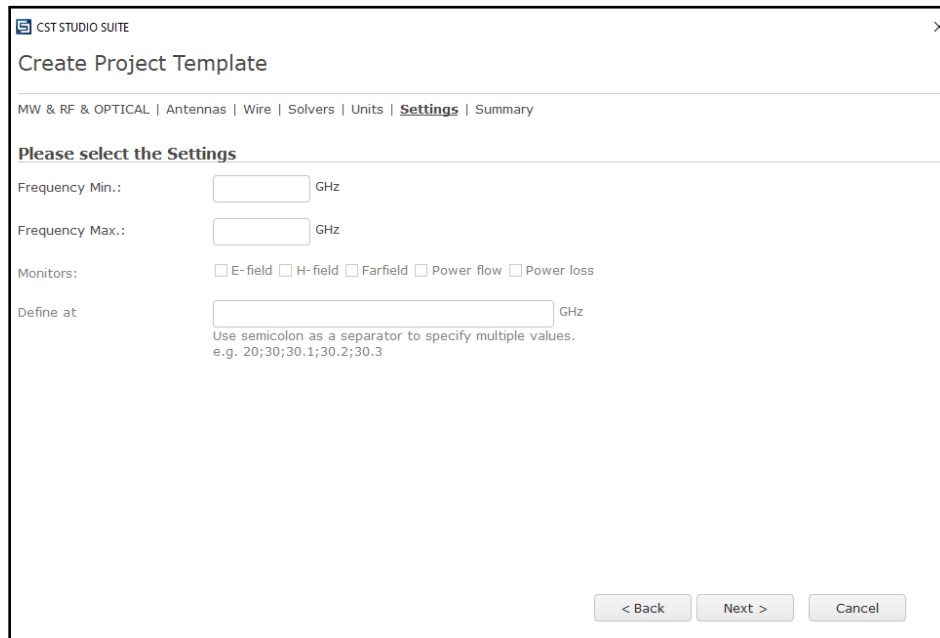 CST STUDIO SUITE
Create Project Template
MW & RF & OPTICAL | Antennas | Wire | Solvers | Units | Settings | Summary
Please select the Settings
Frequency Min.: GHz
Frequency Max.: GHz
Monitors: E-field H-field Farfield Power flow Power loss
Define at GHz
Use semicolon as a separator to specify multiple values.
e.g. 20;30;30.1;30.2;30.3
< Back Next > Cancel